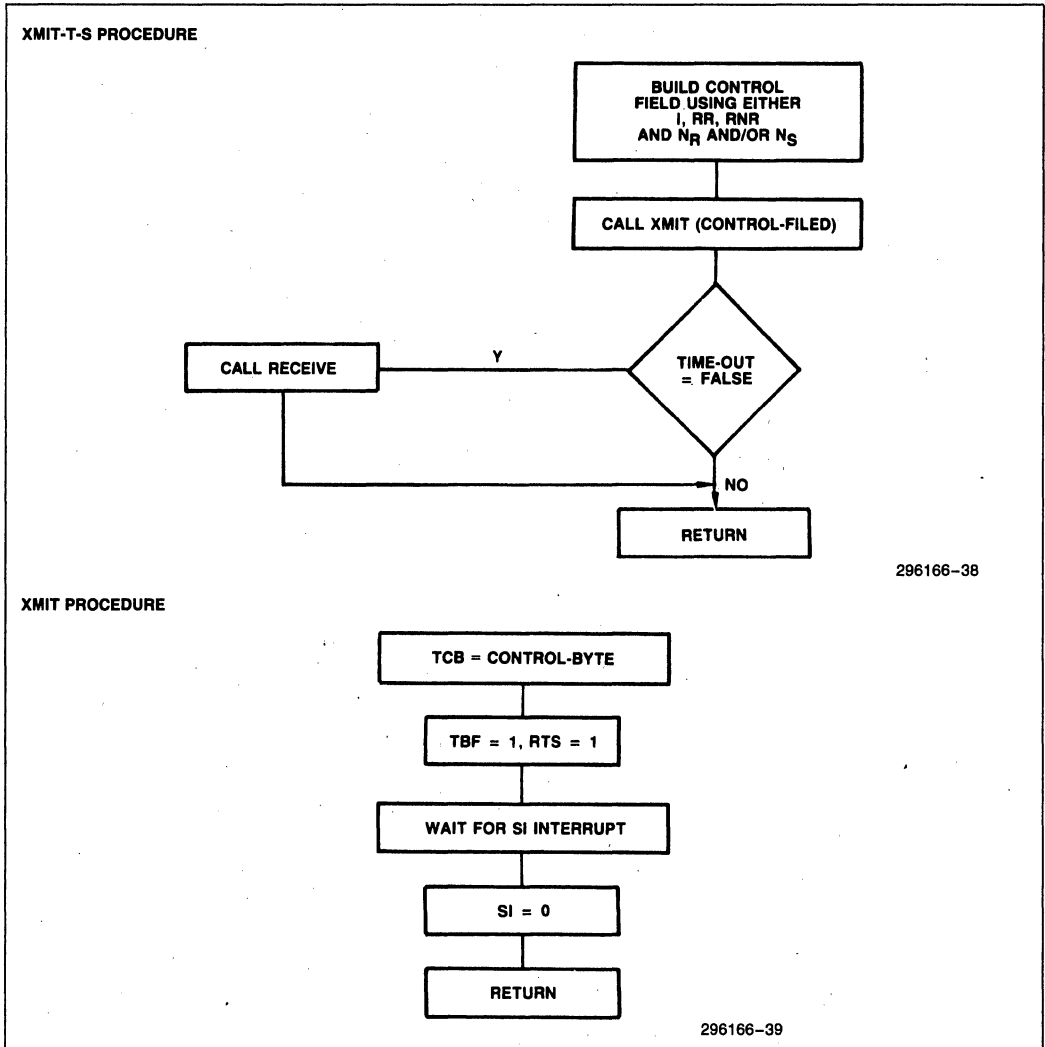 XMIT-T-S PROCEDURE
BUILD CONTROL
FIELD USING EITHER
I, RR, RNR
AND NR AND/OR NS
CALL XMIT (CONTROL-FILED)
TIME-OUT
= FALSE
Y
CALL RECEIVE
NO
RETURN
296166-38
XMIT PROCEDURE
TCB = CONTROL-BYTE
TBF = 1, RTS = 1
WAIT FOR SI INTERRUPT
SI = 0
RETURN
296166-39